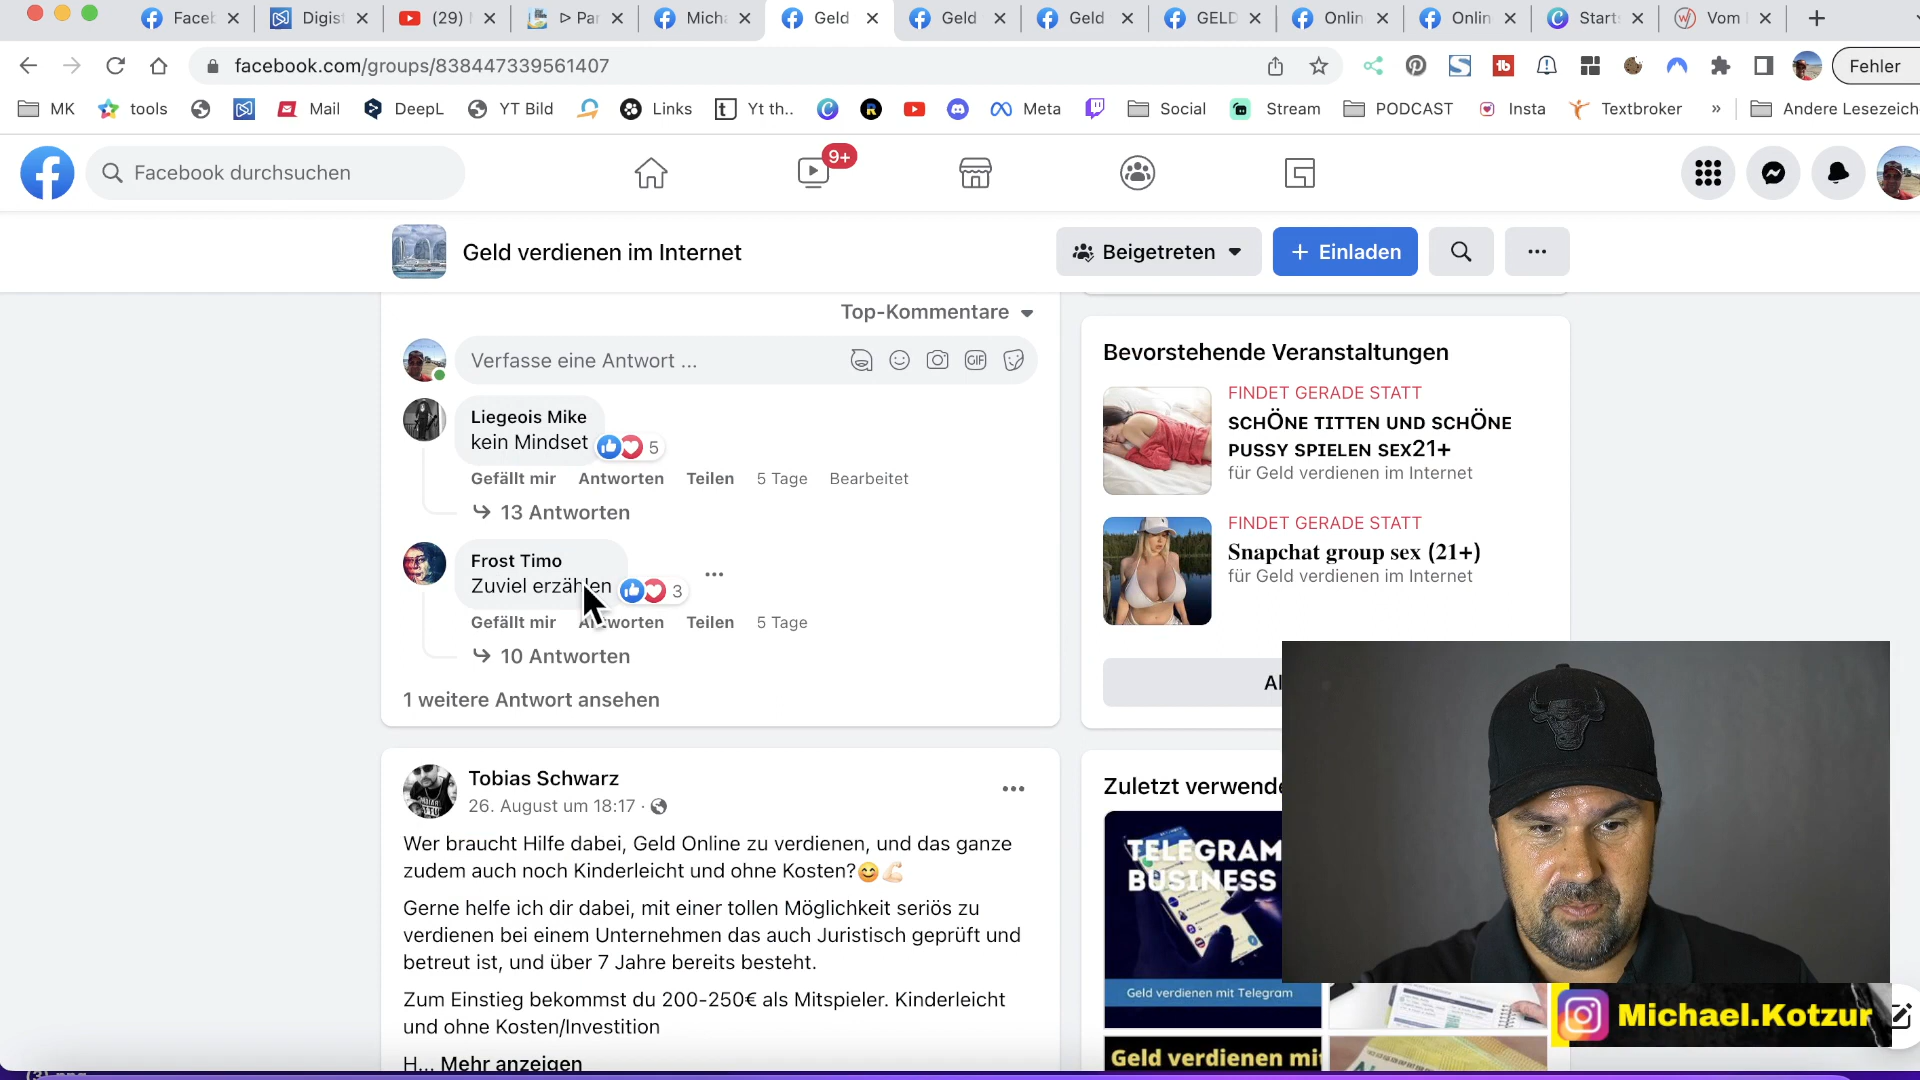 Facel
Digist
(29)
ᐅ Par
Micha
Geld
Geld
Geld
GELD
Onlin
Onlin
Starts
Vom
facebook.com/groups/838447339561407
Fehler
MK
tools
Mail
DeepL
YT Bild
Links
Yt th..
Meta
Social
Stream
PODCAST
Insta
Textbroker
»
Andere Lesezeich
Facebook durchsuchen
9+
Geld verdienen im Internet
Beigetreten
+ Einladen
Top-Kommentare
Verfasse eine Antwort ...
GIF
Liegeois Mike
kein Mindset
5
Gefällt mir Antworten Teilen 5 Tage Bearbeitet
13 Antworten
Frost Timo
Zuviel erzählen
3
Gefällt mir Antworten Teilen 5 Tage
10 Antworten
1 weitere Antwort ansehen
Tobias Schwarz
26. August um 18:17 ·
Wer braucht Hilfe dabei, Geld Online zu verdienen, und das ganze
zudem auch noch Kinderleicht und ohne Kosten?😊💪🏻
Gerne helfe ich dir dabei, mit einer tollen Möglichkeit seriös zu
verdienen bei einem Unternehmen das auch Juristisch geprüft und
betreut ist, und über 7 Jahre bereits besteht.
Zum Einstieg bekommst du 200-250€ als Mitspieler. Kinderleicht
und ohne Kosten/Investition
H... Mehr anzeigen
Bevorstehende Veranstaltungen
FINDET GERADE STATT
SCHÖNE TITTEN UND SCHÖNE
PUSSY SPIELEN SEX21+
für Geld verdienen im Internet
FINDET GERADE STATT
Snapchat group sex (21+)
für Geld verdienen im Internet
Al
Zuletzt verwende
TELEGRAM
BUSINESS
Geld verdienen mit Telegram
Geld verdienen mi
Michael.Kotzur